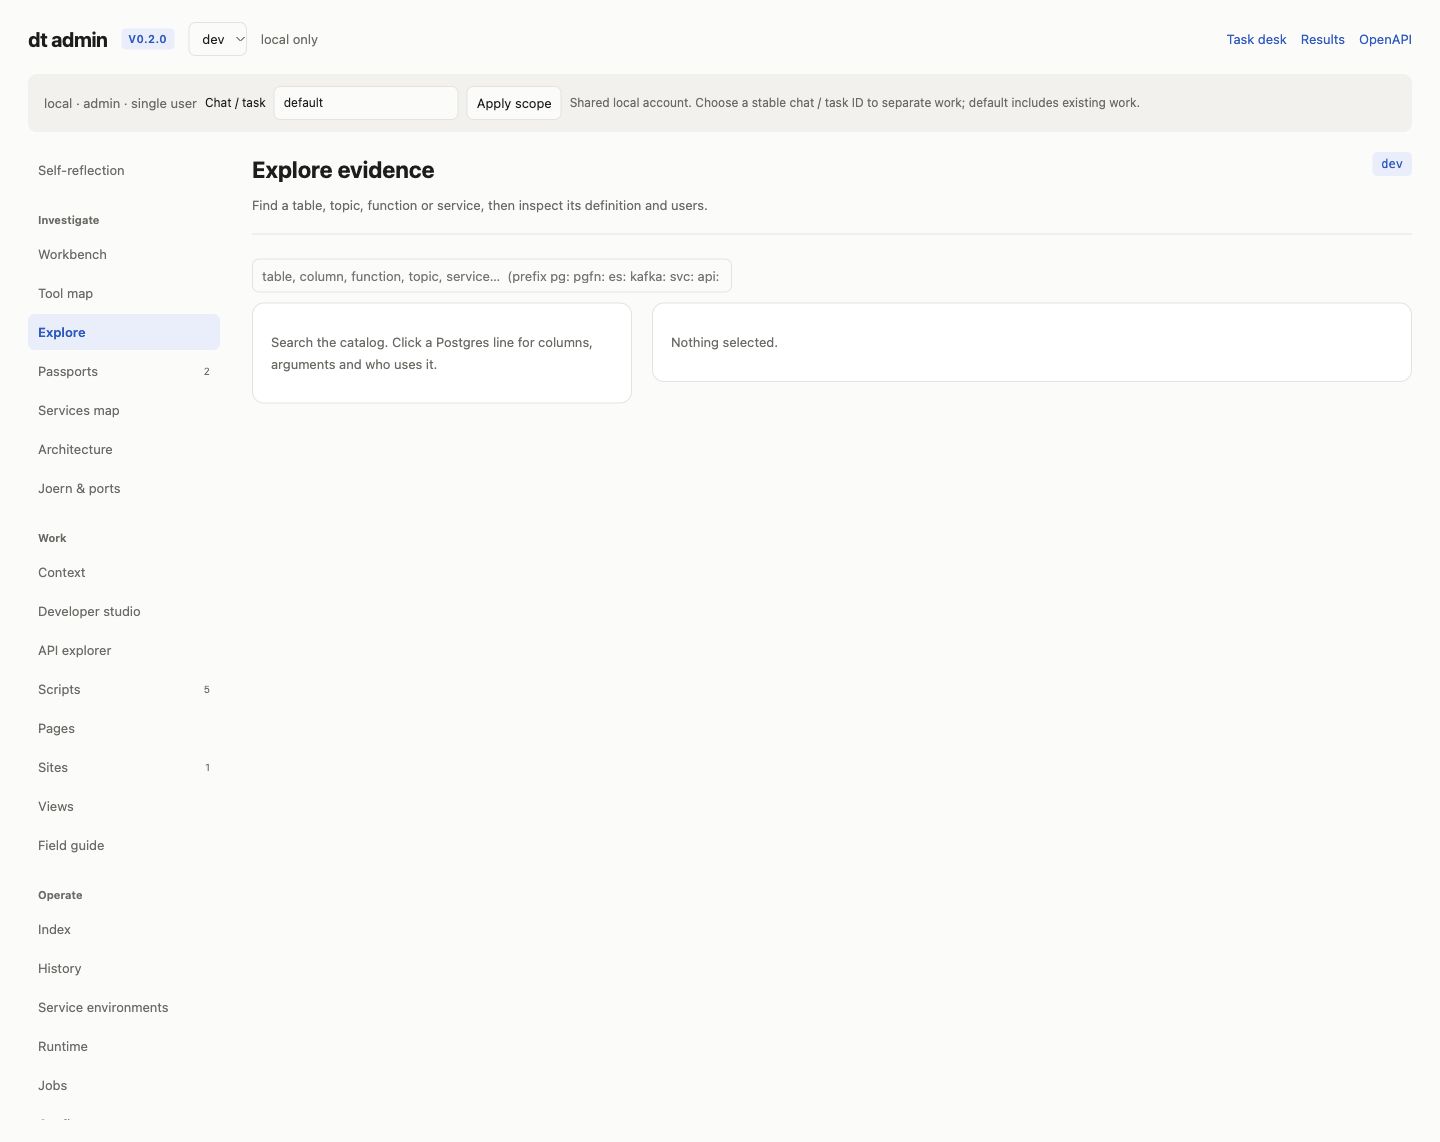 dt admin V0.2.0 dev local only Task desk Results OpenAPI
local · admin · single user Chat / task default Apply scope Shared local account. Choose a stable chat / task ID to separate work; default includes existing work.
Self-reflection
Investigate
Workbench
Tool map
Explore
Passports 2
Services map
Architecture
Joern & ports
Work
Context
Developer studio
API explorer
Scripts 5
Pages
Sites 1
Views
Field guide
Operate
Index
History
Service environments
Runtime
Jobs
Explore evidence dev
Find a table, topic, function or service, then inspect its definition and users.
table, column, function, topic, service... (prefix pg: pgfn: es: kafka: svc: api:
Search the catalog. Click a Postgres line for columns,
arguments and who uses it.
Nothing selected.